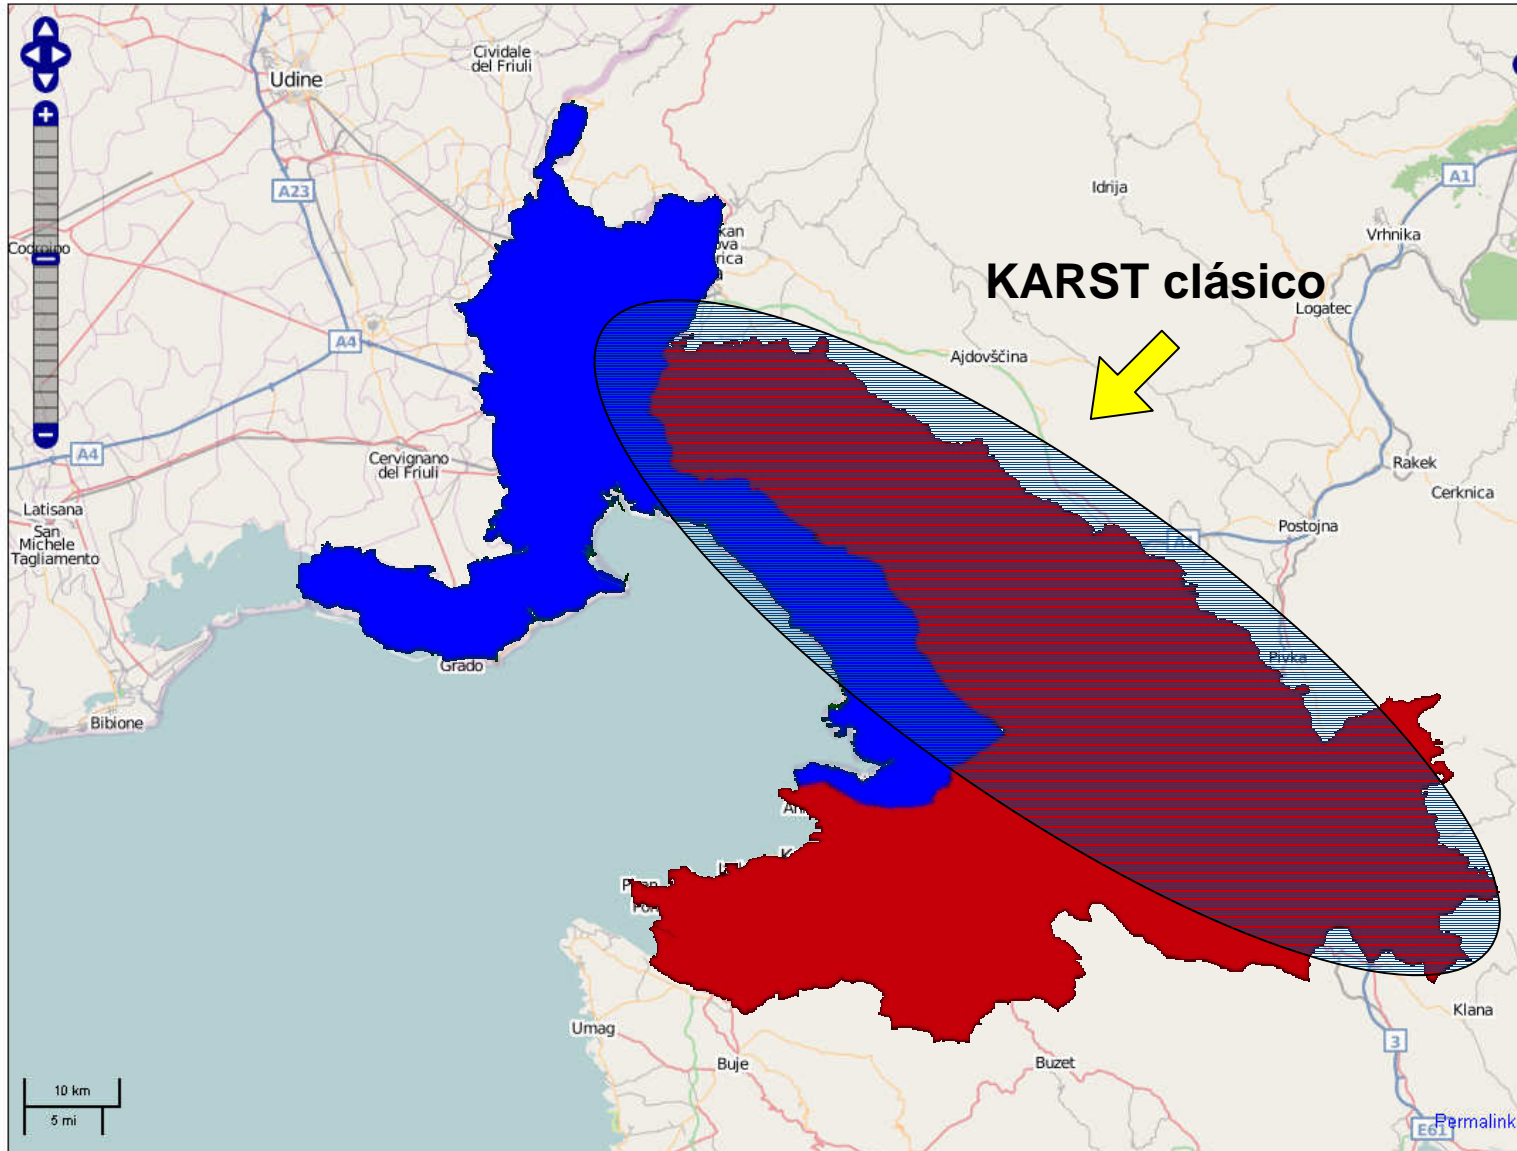 Cividale
del Friuli
Udine
A23
A1
Idrija
Vrhnika
Codroipo
KARST clásico
Logatec
A4
Ajdovščina
A4
Cervignano
del Friuli
Rakek
Cerknica
Latisana
San
Michele
Tagliamento
Postojna
Pivka
Grado
Bibione
Umag
Klana
3
Buje
Buzet
10 km
5 mi
E61
Permalink